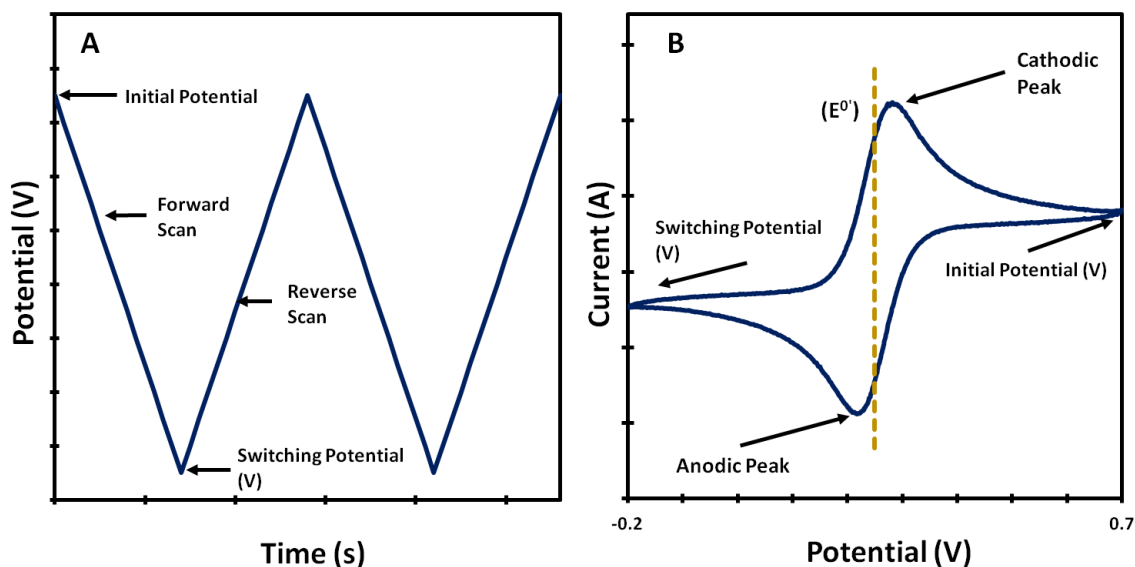 A
Initial Potential
Forward
Scan
Reverse
Scan
Switching Potential
(V)
Potential (V)
Time (s)
B
Cathodic
Peak
(E⁰')
Switching Potential
(V)
Initial Potential (V)
Anodic Peak
Current (A)
-0.2
0.7
Potential (V)